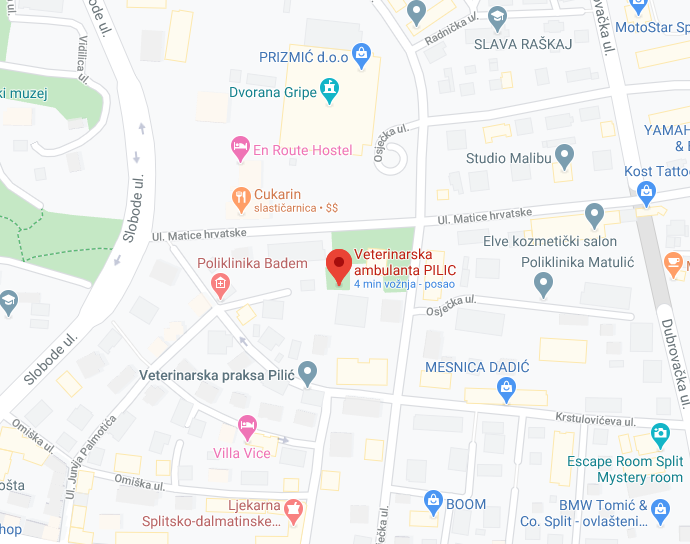 Slobode ul.
Vidilica ul.
ki muzej
PRIZMIĆ d.o.o
Dvorana Gripe
Radnička ul.
SLAVA RAŠKAJ
Dubrovačka ul.
MotoStar Sp
Osječka ul.
YAMAH
&
Studio Malibu
Kost Tatto
En Route Hostel
Cukarin
slastičarnica • $$
Slobode ul.
Ul. Matice hrvatske
Ul. Matice hrvatske
Elve kozmetički salon
Poliklinika Matulić
Poliklinika Badem
Veterinarska
ambulanta PILIC
4 min vožnja - posao
M
Osječka ul.
Dubrovačka ul.
Slobode ul.
Veterinarska praksa Pilić
MESNICA DADIĆ
Krstulovićeva ul.
Omiška ul.
Ul. Jurja Palmotića
Villa Vice
Escape Room Split
Mystery room
Omiška ul.
ošta
Ljekarna
Splitsko-dalmatinske...
BOOM
BMW Tomić &
Co. Split - ovlašteni...
hop